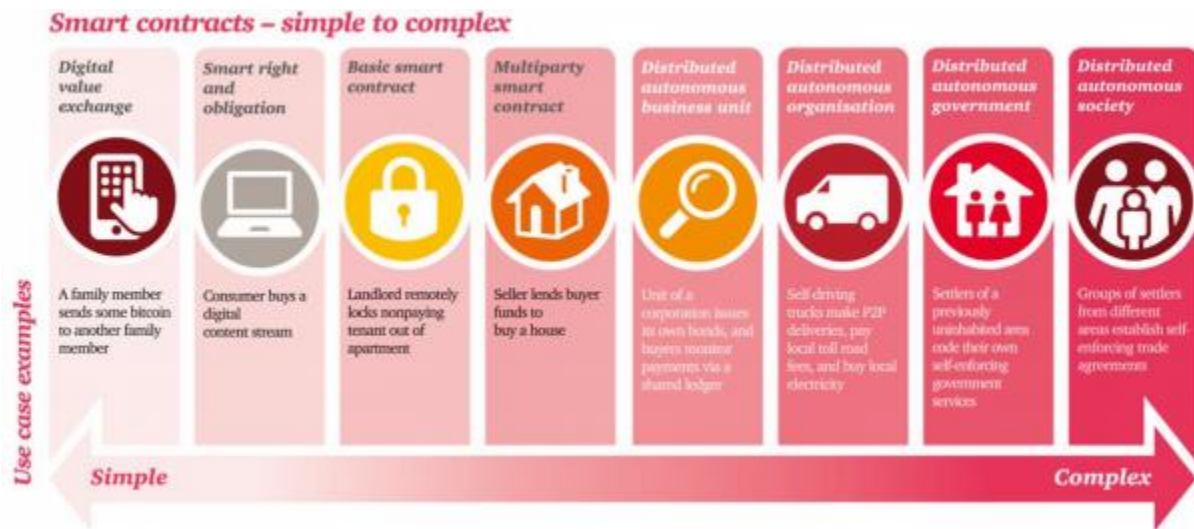 Smart contracts – simple to complex
Digital
value
exchange
Smart right
and
obligation
Basic smart
contract
Multiparty
smart
contract
Distributed
autonomous
business unit
Distributed
autonomous
organisation
Distributed
autonomous
government
Distributed
autonomous
society
A family member
sends some bitcoin
to another family
member
Consumer buys a
digital
content stream
Landlord remotely
locks nonpaying
tenant out of
apartment
Seller lends buyer
funds to
buy a house
Unit of a
corporation issues
its own bonds, and
buyers monitor
payments via a
shared ledger
Self-driving
trucks make P2P
deliveries, pay
local toll road
fees, and buy local
electricity
Settlers of a
previously
uninhabited area
code their own
self-enforcing
government
services
Groups of settlers
from different
areas establish self-
enforcing trade
agreements
Use case examples
Simple
Complex